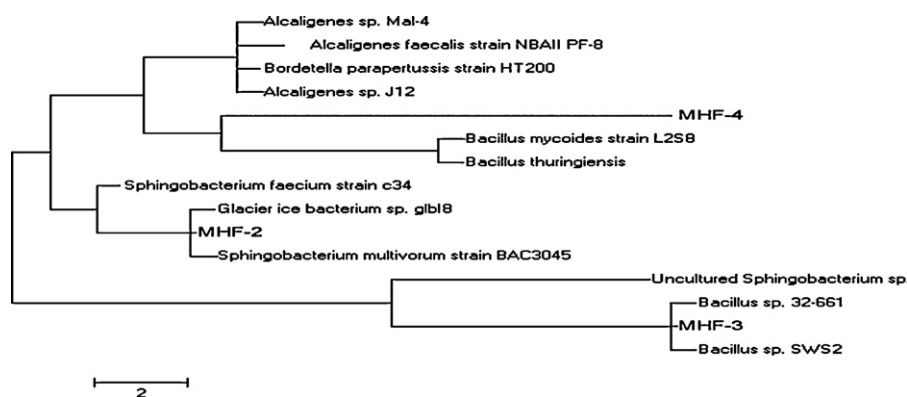 Alcaligenes sp. Mal-4
Alcaligenes faecalis strain NBAII PF-8
Bordetella parapertussis strain HT200
Alcaligenes sp. J12
MHF-4
Bacillus mycoides strain L2S8
Bacillus thuringiensis
Sphingobacterium faecium strain c34
Glacier ice bacterium sp. glbl8
MHF-2
Sphingobacterium multivorum strain BAC3045
Uncultured Sphingobacterium sp.
Bacillus sp. 32-661
MHF-3
Bacillus sp. SWS2
2